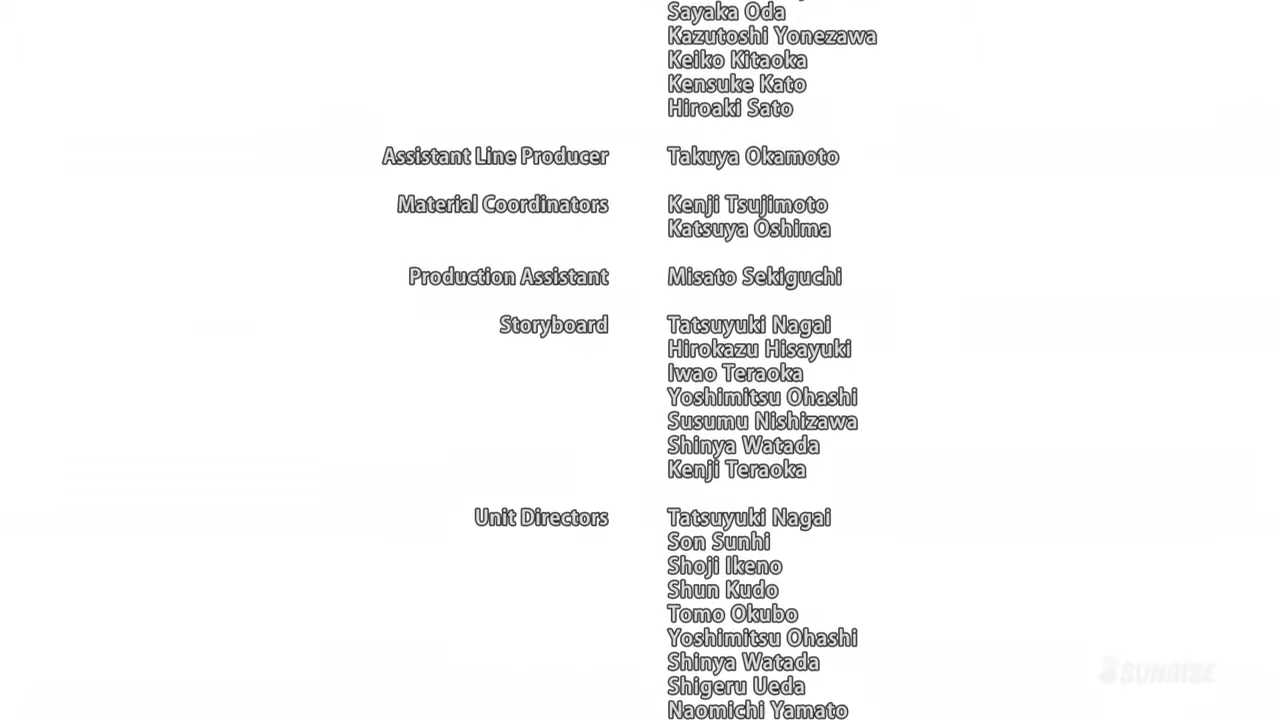 Sayaka Oda
Kazutoshi Yonezawa
Keiko Kitaoka
Kensuke Kato
Hiroaki Sato
Assistant Line Producer Takuya Okamoto
Material Coordinators Kenji Tsujimoto
Katsuya Oshima
Production Assistant Misato Sekiguchi
Storyboard Tatsuyuki Nagai
Hirokazu Hisayuki
Iwao Teraoka
Yoshimitsu Ohashi
Susumu Nishizawa
Shinya Watada
Kenji Teraoka
Unit Directors Tatsuyuki Nagai
Son Sunhi
Shoji Ikeno
Shun Kudo
Tomo Okubo
Yoshimitsu Ohashi
Shinya Watada
Shigeru Ueda
Naomichi Yamato
SUNRISE